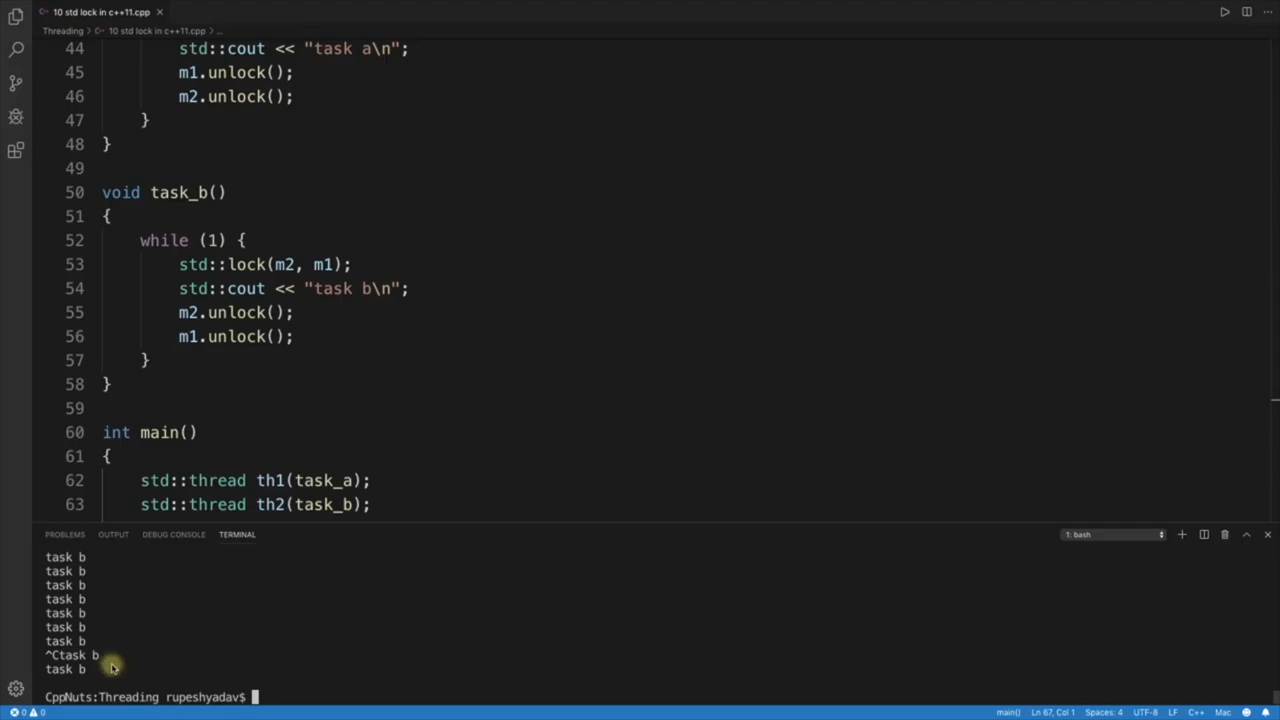 10 std lock in c++11.cpp
Threading > 10 std lock in c++11.cpp > ...
44 std::cout << "task a\n";
45 m1.unlock();
46 m2.unlock();
47 }
48 }
49
50 void task_b()
51 {
52 while (1) {
53 std::lock(m2, m1);
54 std::cout << "task b\n";
55 m2.unlock();
56 m1.unlock();
57 }
58 }
59
60 int main()
61 {
62 std::thread th1(task_a);
63 std::thread th2(task_b);
PROBLEMS OUTPUT DEBUG CONSOLE TERMINAL 1: bash
task b
task b
task b
task b
task b
task b
task b
^Ctask b
task b
CppNuts:Threading rupeshyadav$
0 0 main() Ln 67, Col 1 Spaces: 4 UTF-8 LF C++ Mac